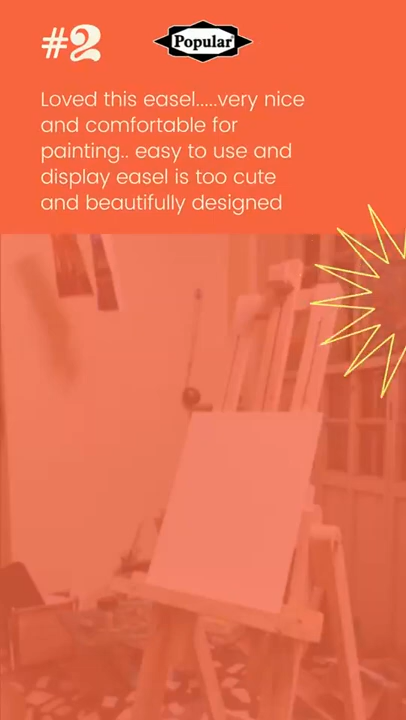 #2
Popular
Loved this easel.....very nice
and comfortable for
painting.. easy to use and
display easel is too cute
and beautifully designed